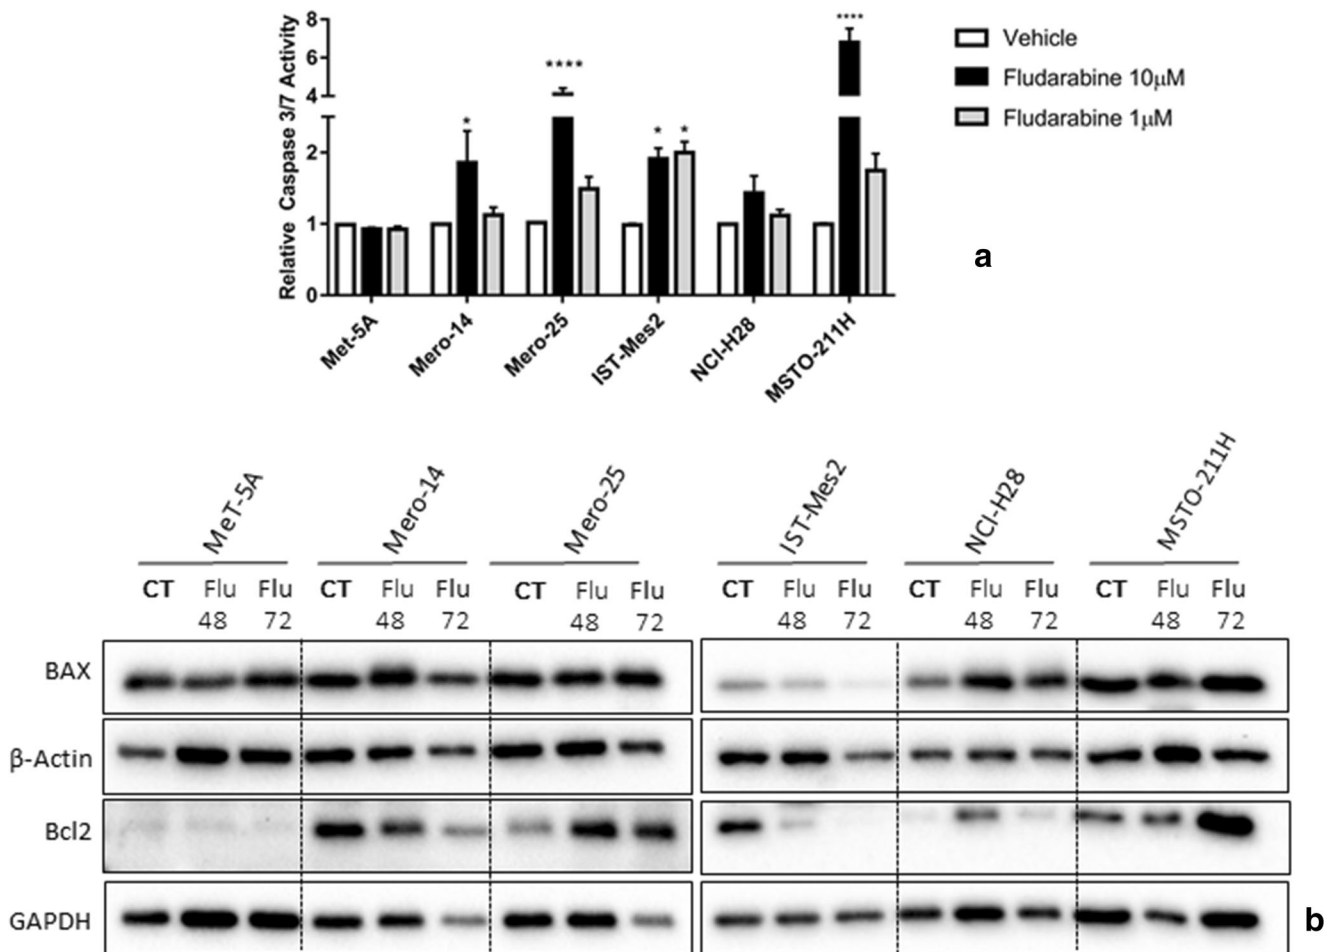 Relative Caspase 3/7 Activity
8
6
4
2
1
0
****
*
****
* *
Vehicle
Fludarabine 10μM
Fludarabine 1μM
a
Met-5A
Mero-14
Mero-25
IST-Mes2
NCI-H28
MSTO-211H
MeT-5A
Mero-14
Mero-25
IST-Mes2
NCI-H28
MSTO-211H
CT Flu Flu CT Flu Flu CT Flu Flu CT Flu Flu CT Flu Flu CT Flu Flu
48 72 48 72 48 72 48 72 48 72 48 72
BAX
β-Actin
Bcl2
GAPDH
b